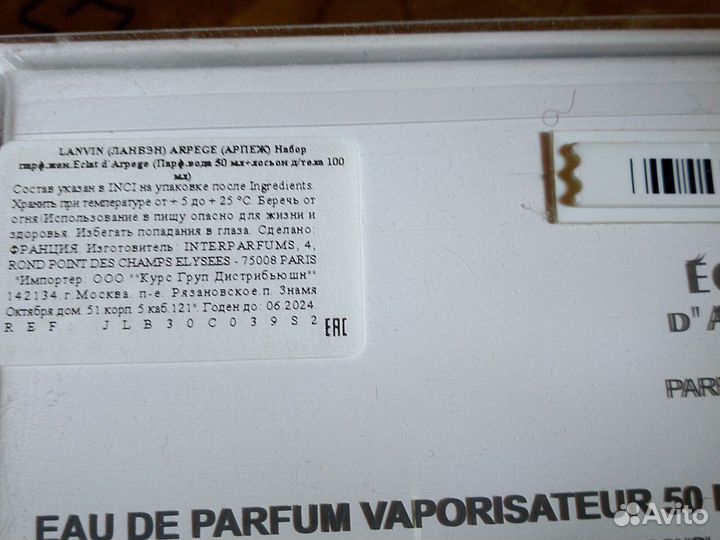 LANVIN (ЛАНВЭН) ARPEGE (АРПЕЖ) Набор
парф.жен.Eclat d`Arpege (Парф.вода 50 мл+лосьон д/тела 100
мл)
Состав указан в INCI на упаковке после Ingredients.
Хранить при температуре от + 5 до + 25 °C. Беречь от
огня!Использование в пищу опасно для жизни и
здоровья. Избегать попадания в глаза. Сделано:
ФРАНЦИЯ. Изготовитель: INTERPARFUMS, 4,
ROND POINT DES CHAMPS ELYSEES - 75008 PARIS
"Импортер: ООО ""Курс Груп Дистрибьюшн""
142134 г.Москва, п-е. Рязановское.п. Знамя
Октября дом. 51 корп. 5 каб.121". Годен до: 06.2024.
REF: JLB30C039S2
EAC
D'A
PAR
EAU DE PARFUM VAPORISATEUR 50
Avito